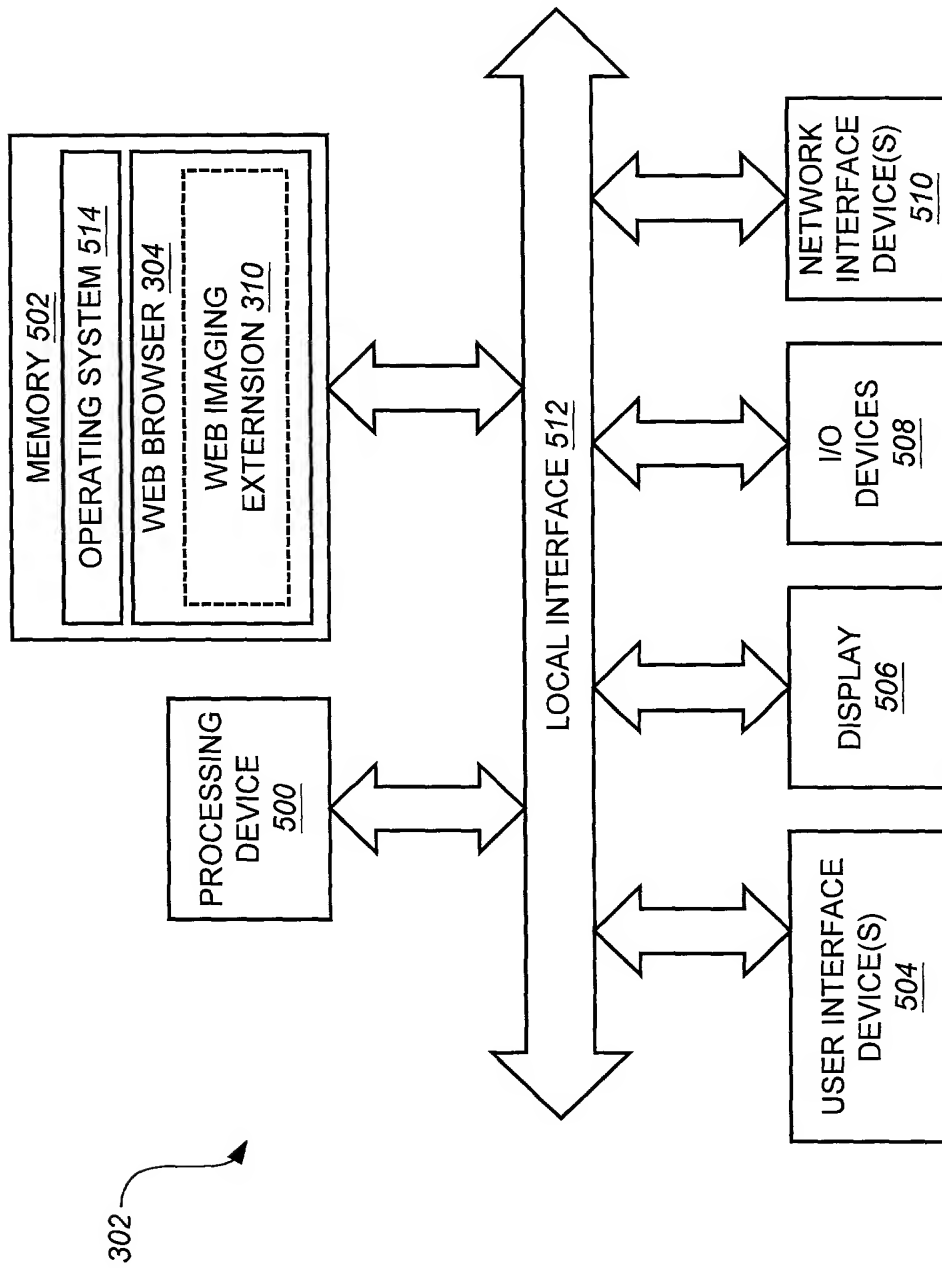 302
MEMORY 502
OPERATING SYSTEM 514
WEB BROWSER 304
WEB IMAGING
EXTERNSION 310
PROCESSING
DEVICE
500
LOCAL INTERFACE 512
USER INTERFACE
DEVICE(S)
504
DISPLAY
506
I/O
DEVICES
508
NETWORK
INTERFACE
DEVICE(S)
510